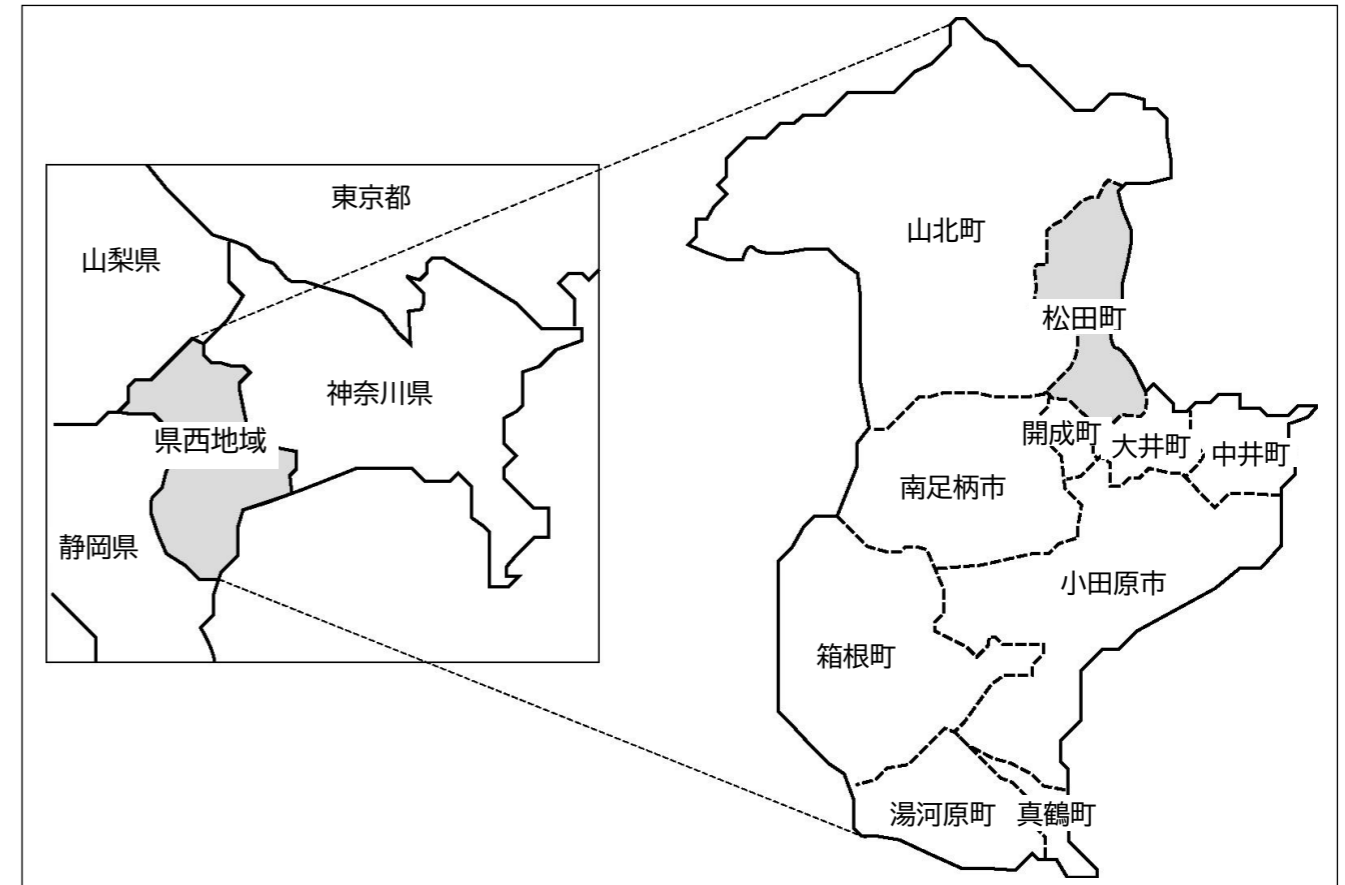 東京都
山梨県
神奈川県
県西地域
静岡県
山北町
松田町
開成町
大井町
中井町
南足柄市
小田原市
箱根町
湯河原町
真鶴町